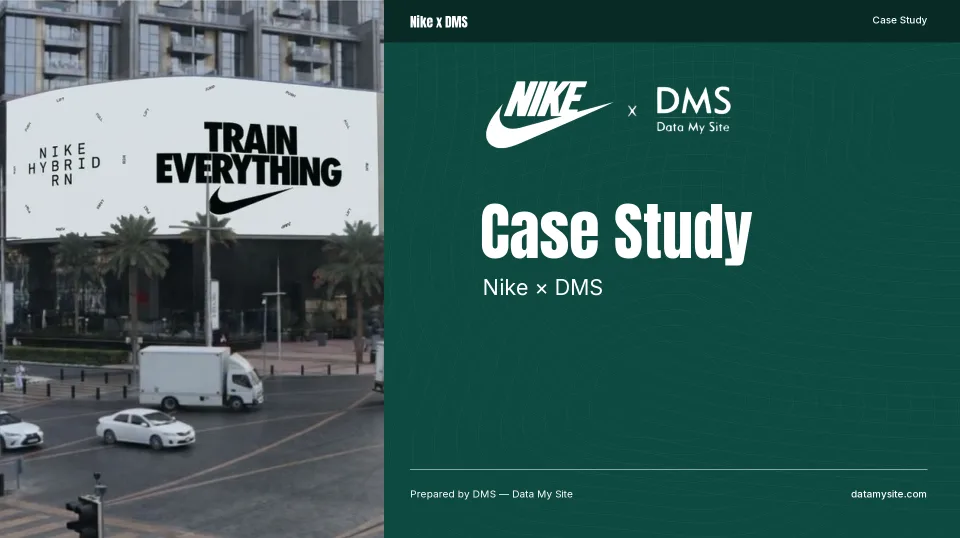 Nike x DMS
Case Study
NIKE
HYBRID
RN
TRAIN
EVERYTHING
NIKE
x
DMS
Data My Site
Case Study
Nike × DMS
Prepared by DMS — Data My Site
datamysite.com